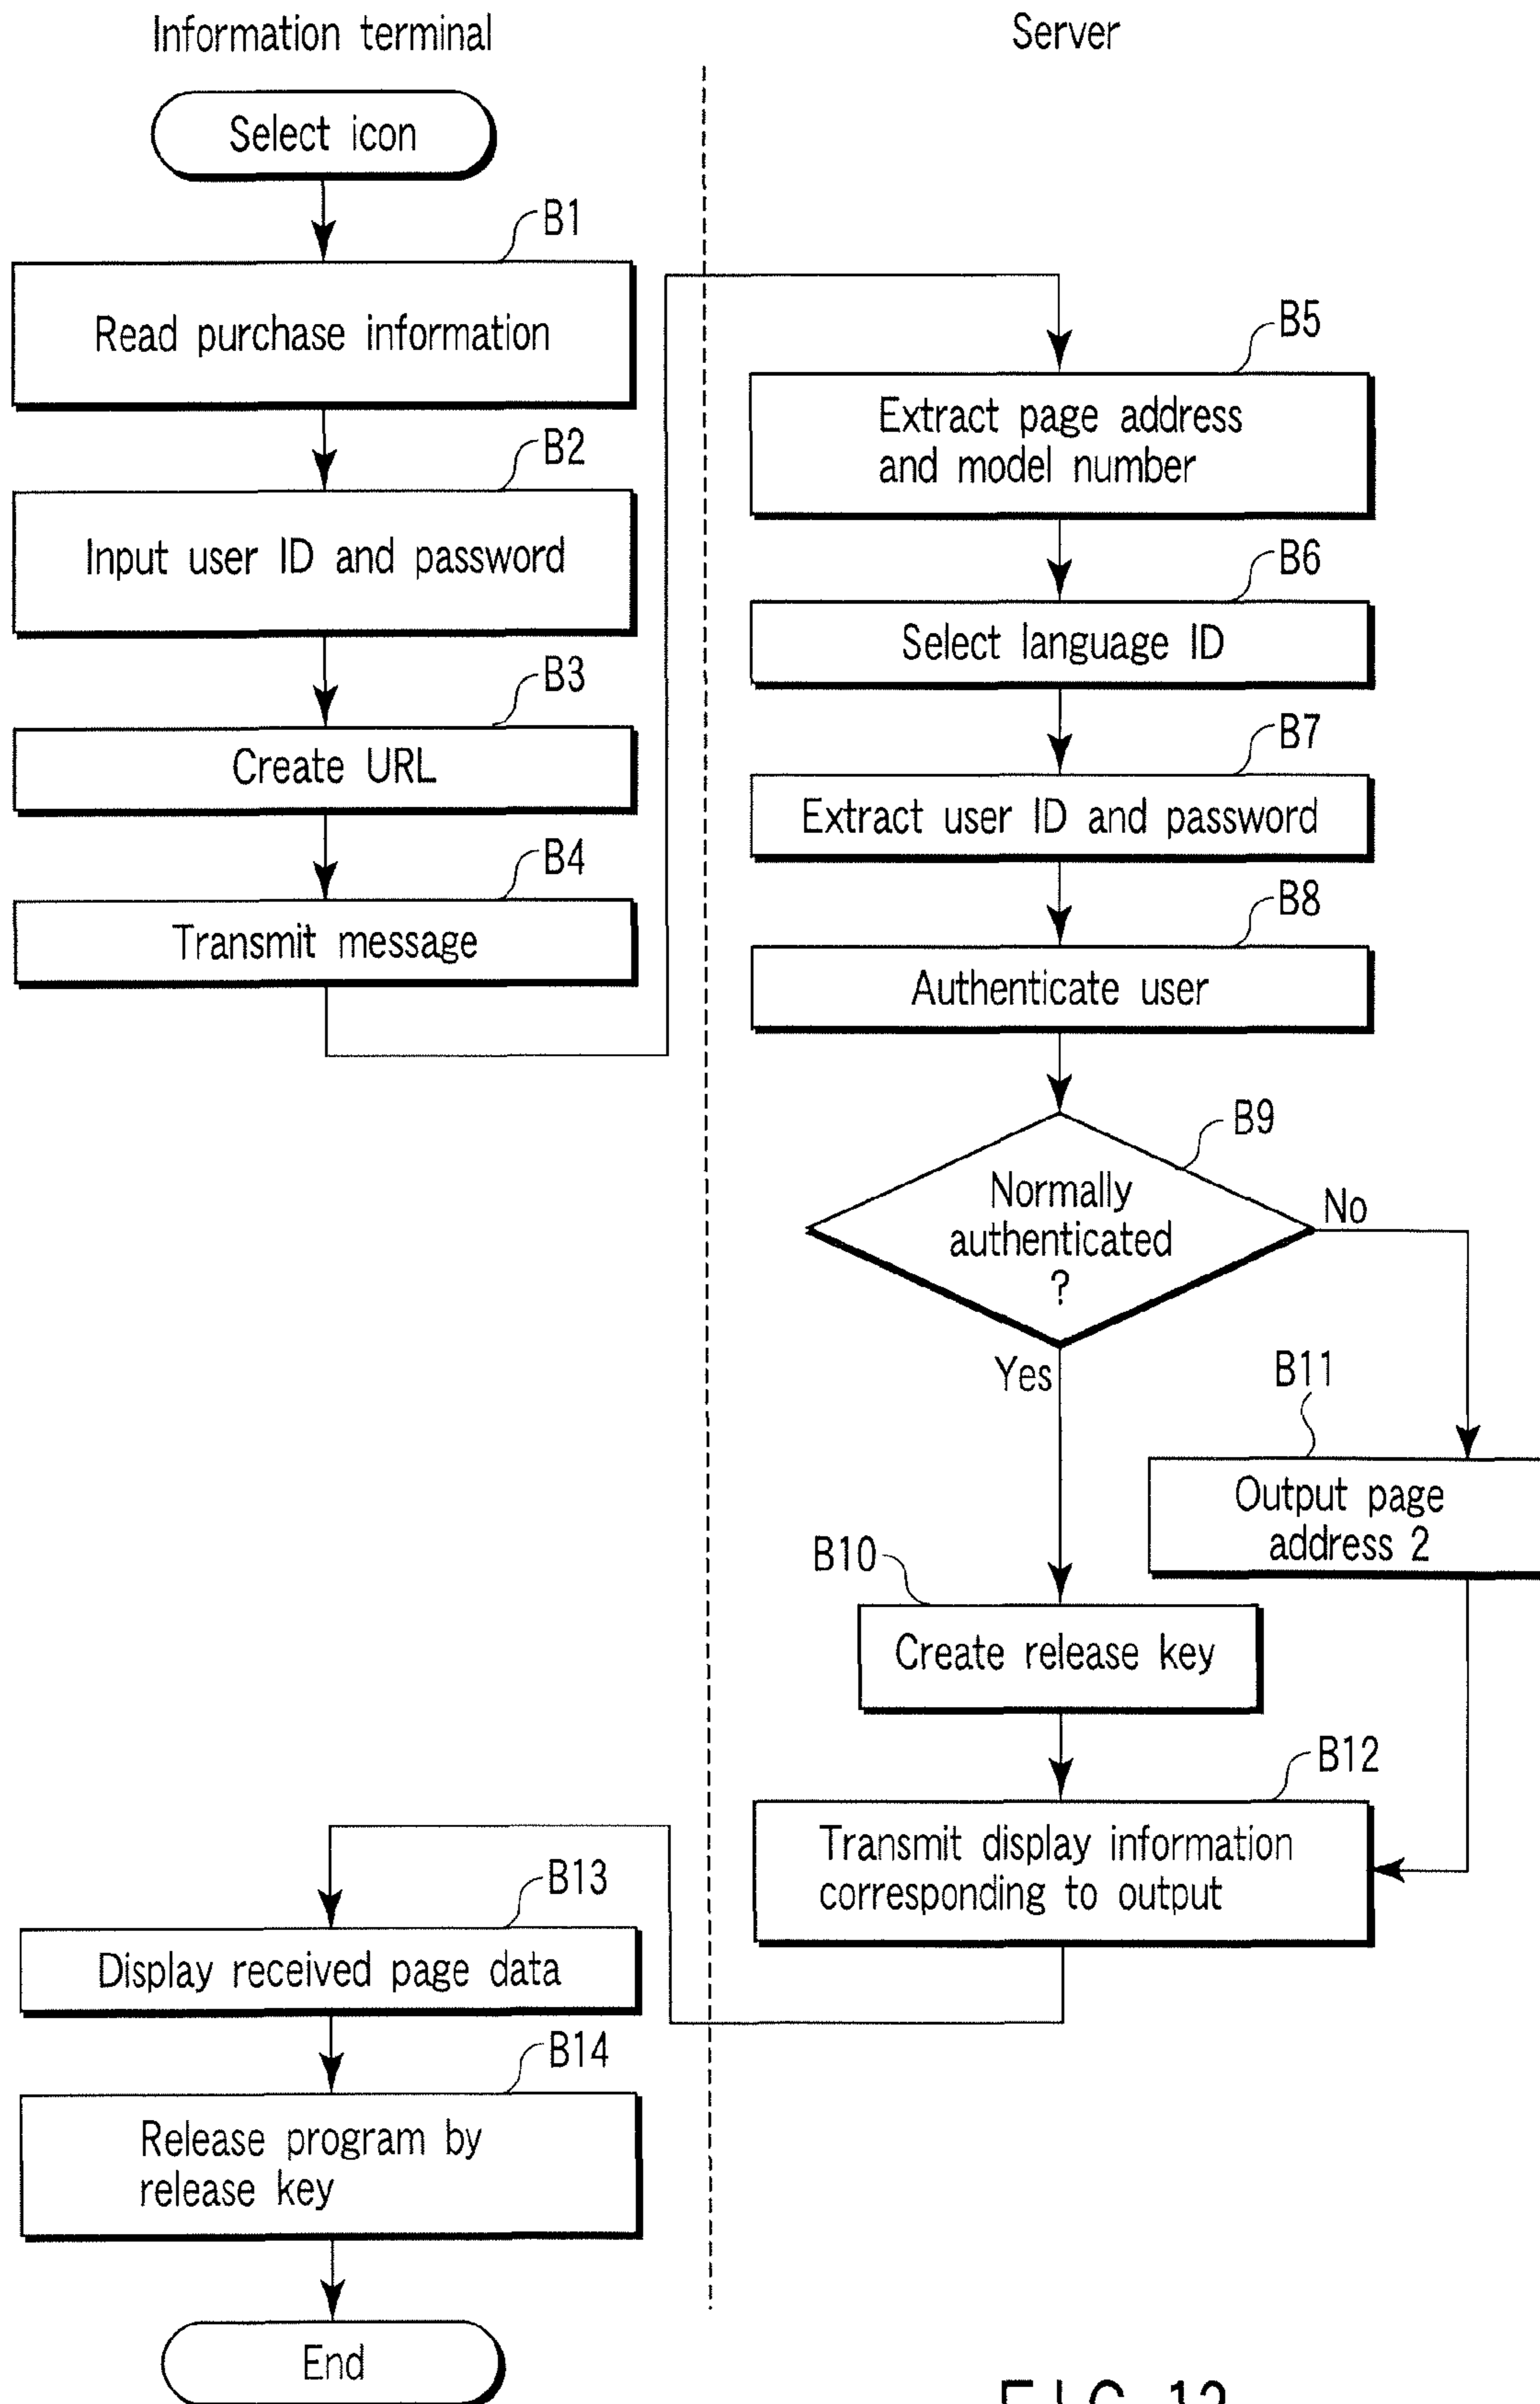 Information terminal
Server
Select icon
B1
Read purchase information
B2
Input user ID and password
B3
Create URL
B4
Transmit message
B5
Extract page address
and model number
B6
Select language ID
B7
Extract user ID and password
B8
Authenticate user
B9
Normally
authenticated
?
No
Yes
B11
Output page
address 2
B10
Create release key
B12
Transmit display information
corresponding to output
B13
Display received page data
B14
Release program by
release key
End